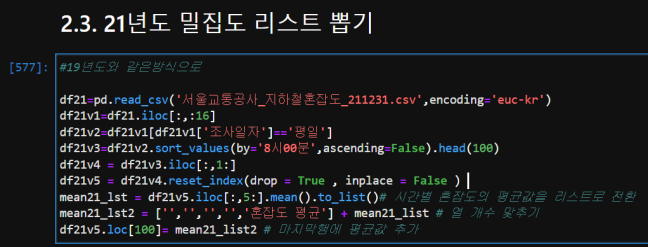 2.3. 21년도 밀집도 리스트 뽑기
[577]: #19년도와 같은방식으로
df21=pd.read_csv('서울교통공사_지하철혼잡도_211231.csv',encoding='euc-kr')
df21v1=df21.iloc[:,:16]
df21v2=df21v1[df21v1['조사일자']=='평일']
df21v3=df21v2.sort_values(by='8시00분',ascending=False).head(100)
df21v4 = df21v3.iloc[:,1:]
df21v5 = df21v4.reset_index(drop = True , inplace = False )
mean21_lst = df21v5.iloc[:,5:].mean().to_list()# 시간별 혼잡도의 평균값을 리스트로 전환
mean21_list2 = ['','','','','혼잡도 평균'] + mean21_list # 열 개수 맟추기
df21v5.loc[100]= mean21_list2 # 마지막행에 평균값 추가